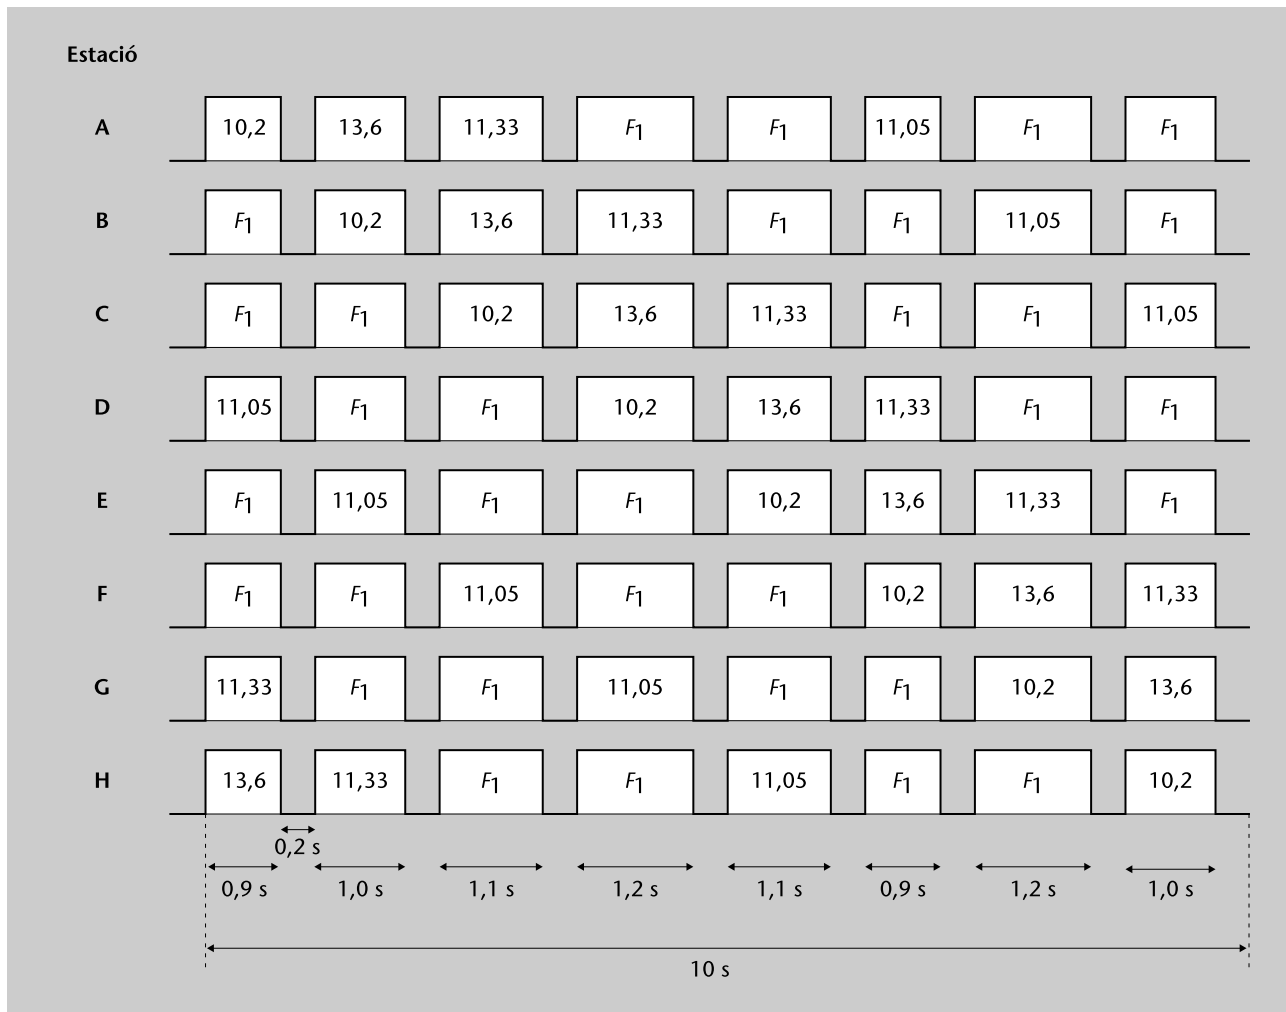 Estació
A 10,2 13,6 11,33 F1 F1 11,05 F1 F1
B F1 10,2 13,6 11,33 F1 F1 11,05 F1
C F1 F1 10,2 13,6 11,33 F1 F1 11,05
D 11,05 F1 F1 10,2 13,6 11,33 F1 F1
E F1 11,05 F1 F1 10,2 13,6 11,33 F1
F F1 F1 11,05 F1 F1 10,2 13,6 11,33
G 11,33 F1 F1 11,05 F1 F1 10,2 13,6
H 13,6 11,33 F1 F1 11,05 F1 F1 10,2
0,2 s
0,9 s 1,0 s 1,1 s 1,2 s 1,1 s 0,9 s 1,2 s 1,0 s
10 s